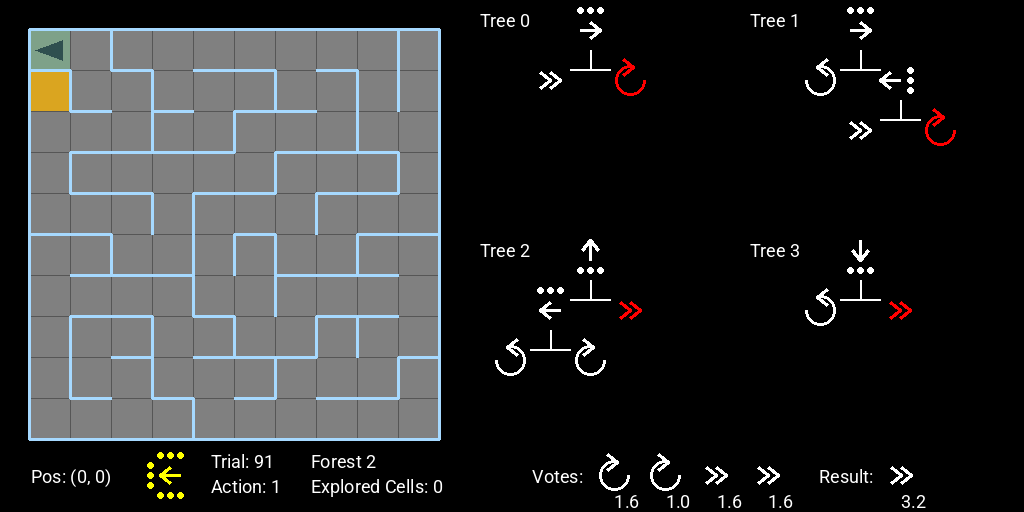 Tree 0
Tree 1
Tree 2
Tree 3
Pos: (0, 0)
Trial: 91
Forest 2
Action: 1
Explored Cells: 0
Votes:
1.6
1.0
1.6
1.6
Result:
3.2